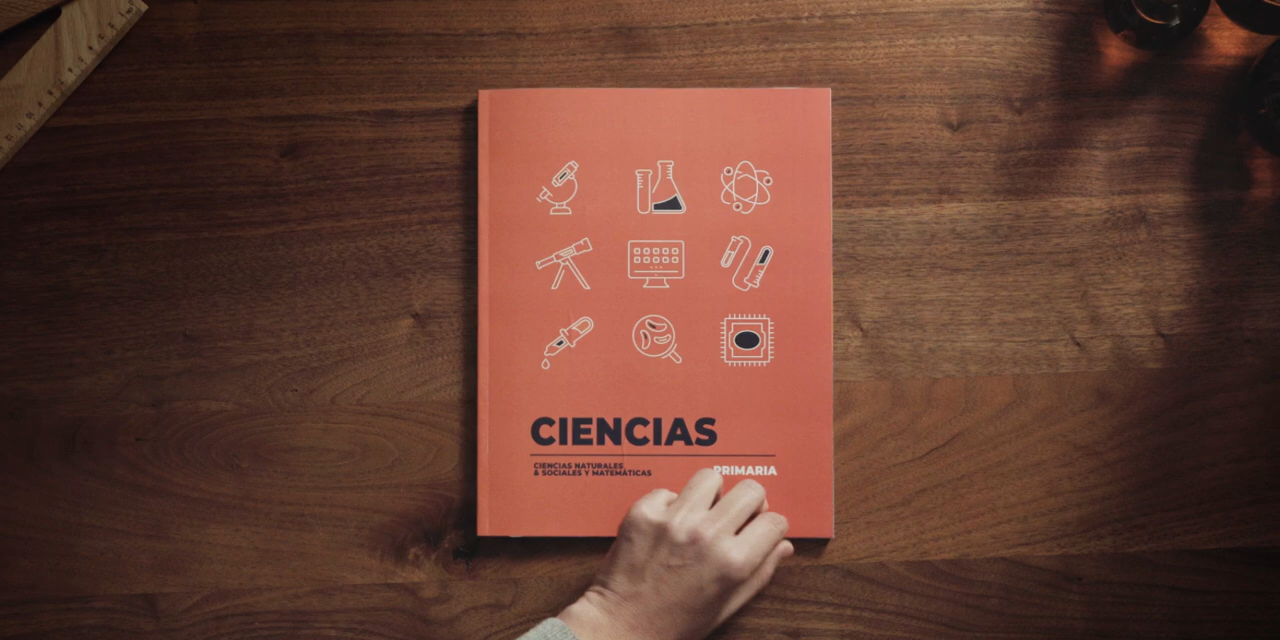 CIENCIAS
CIENCIAS NATURALES
& SOCIALES Y MATEMÁTICAS
PRIMARIA